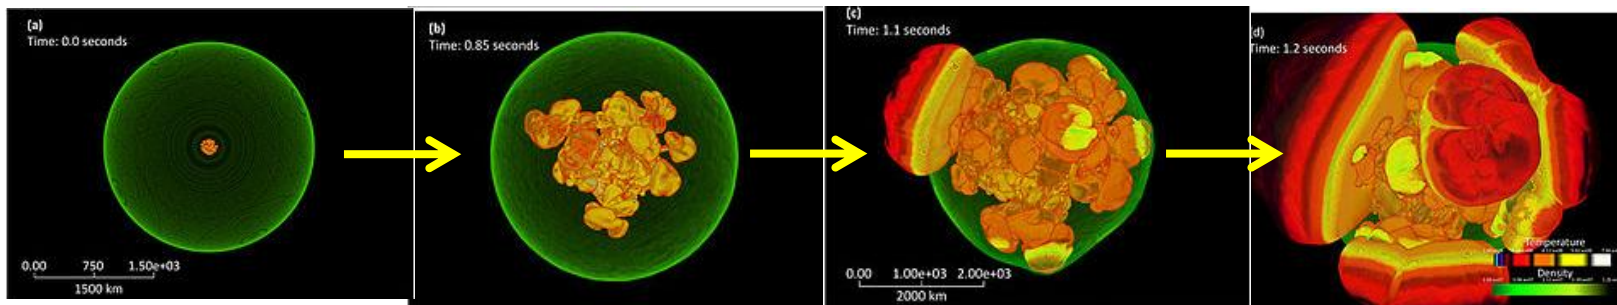 (a)
Time: 0.0 seconds
0.00 750 1.50e+03
1500 km
(b)
Time: 0.85 seconds
(c)
Time: 1.1 seconds
0.00 1.00e+03 2.00e+03
2000 km
(d)
Time: 1.2 seconds
Temperature
Density